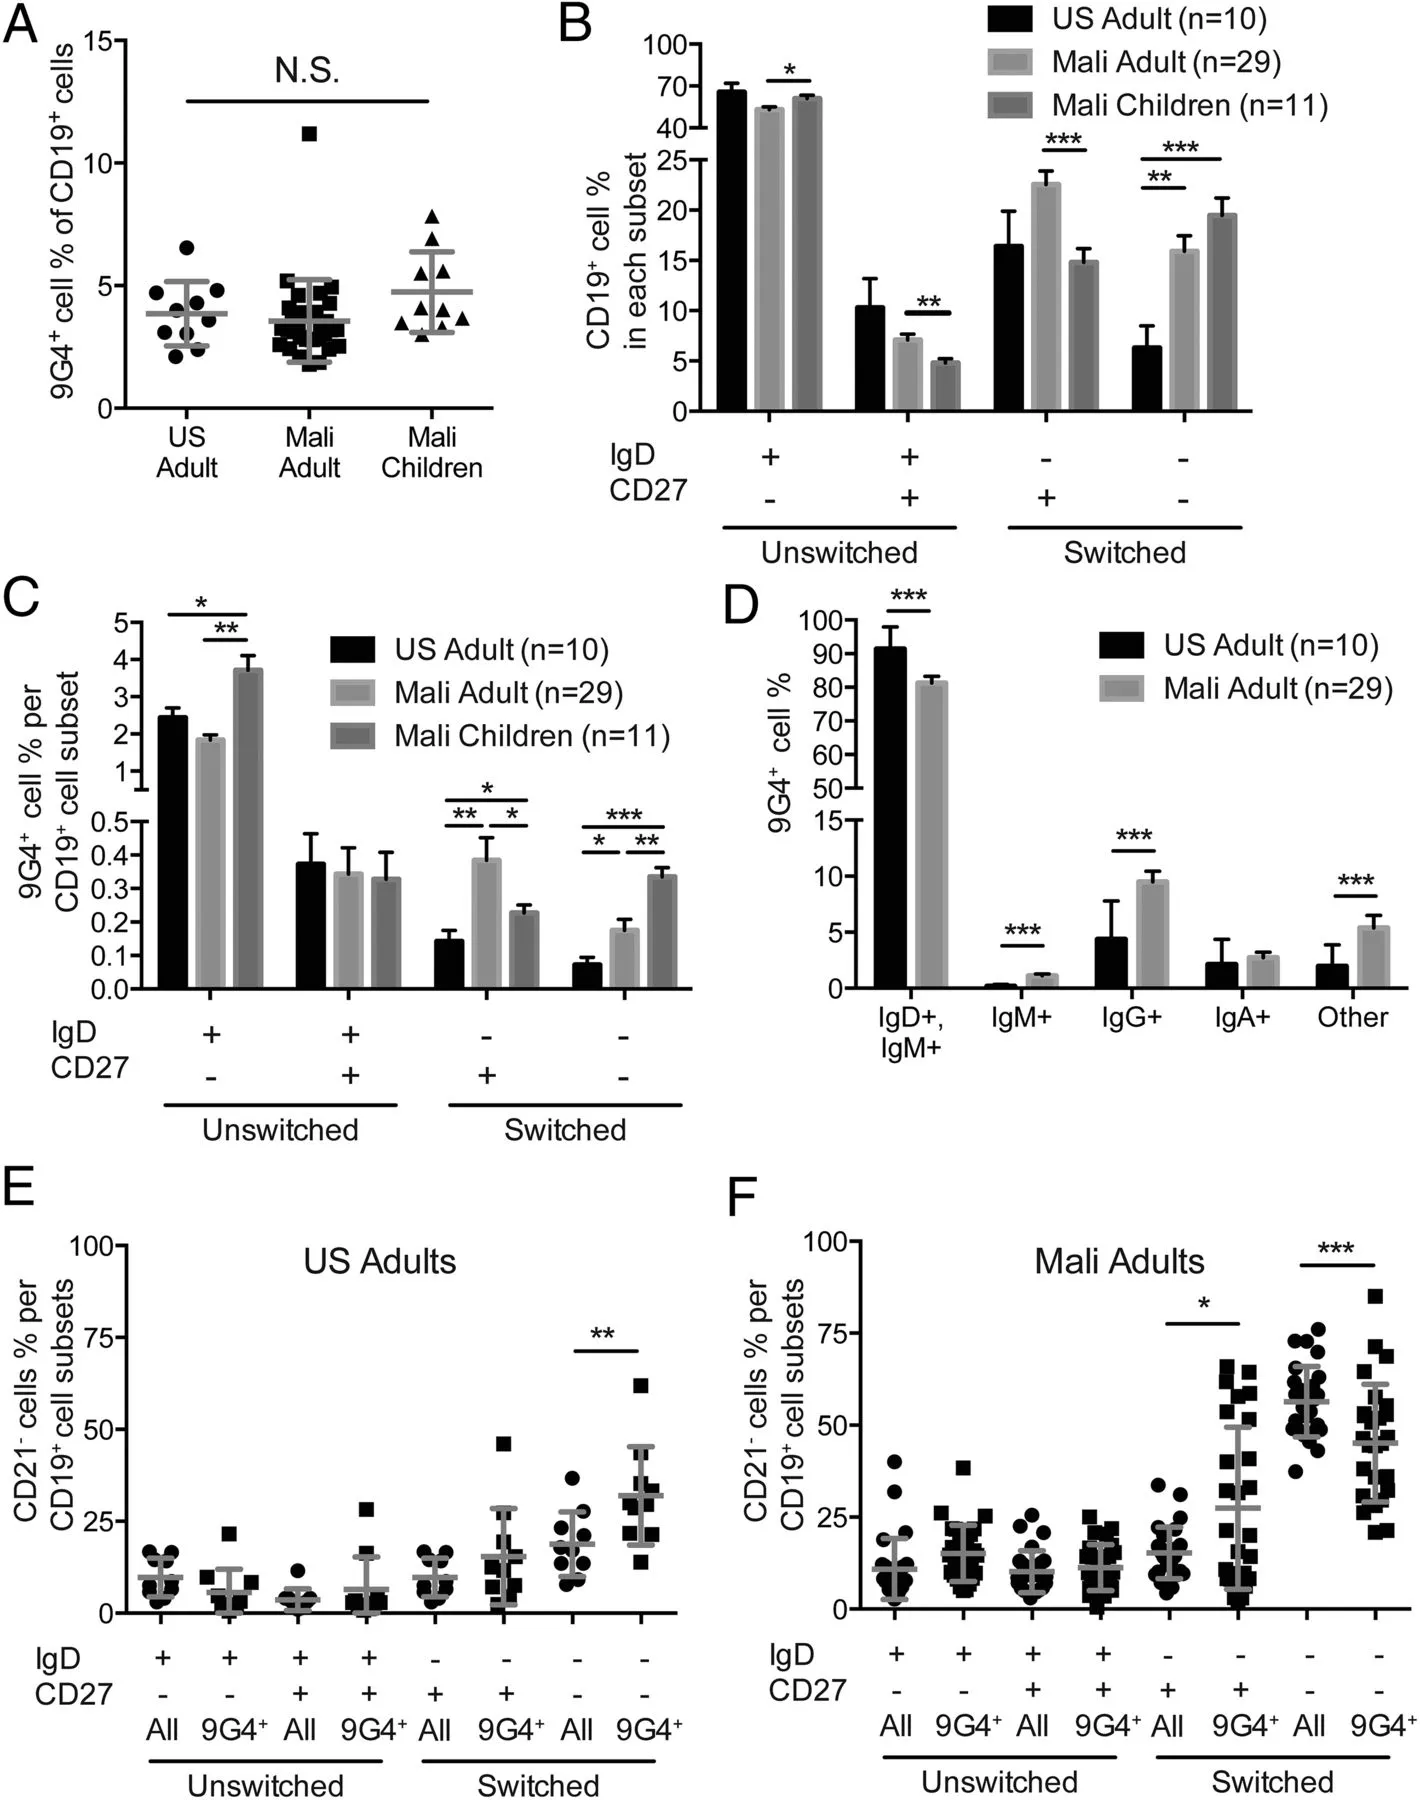 A
9G4+ cell % of CD19+ cells
15
10
5
0
N.S.
US Adult
Mali Adult
Mali Children
B
US Adult (n=10)
Mali Adult (n=29)
Mali Children (n=11)
CD19+ cell %
in each subset
100
70
40
25
20
15
10
5
0
*
**
***
***
**
IgD + + - -
CD27 - + + -
Unswitched Switched
C
US Adult (n=10)
Mali Adult (n=29)
Mali Children (n=11)
9G4+ cell % per
CD19+ cell subset
5
4
3
2
1
0.5
0.4
0.3
0.2
0.1
0.0
*
**
*
** *
***
* **
IgD + + - -
CD27 - + + -
Unswitched Switched
D
US Adult (n=10)
Mali Adult (n=29)
9G4+ cell %
100
90
80
70
60
50
15
10
5
0
***
***
***
***
IgD+,
IgM+
IgM+
IgG+
IgA+
Other
E
US Adults
CD21- cells % per
CD19+ cell subsets
100
75
50
25
0
**
IgD + + + + - - - -
CD27 - - + + + + - -
All 9G4+ All 9G4+ All 9G4+ All 9G4+
Unswitched Switched
F
Mali Adults
CD21- cells % per
CD19+ cell subsets
100
75
50
25
0
*
***
IgD + + + + - - - -
CD27 - - + + + + - -
All 9G4+ All 9G4+ All 9G4+ All 9G4+
Unswitched Switched